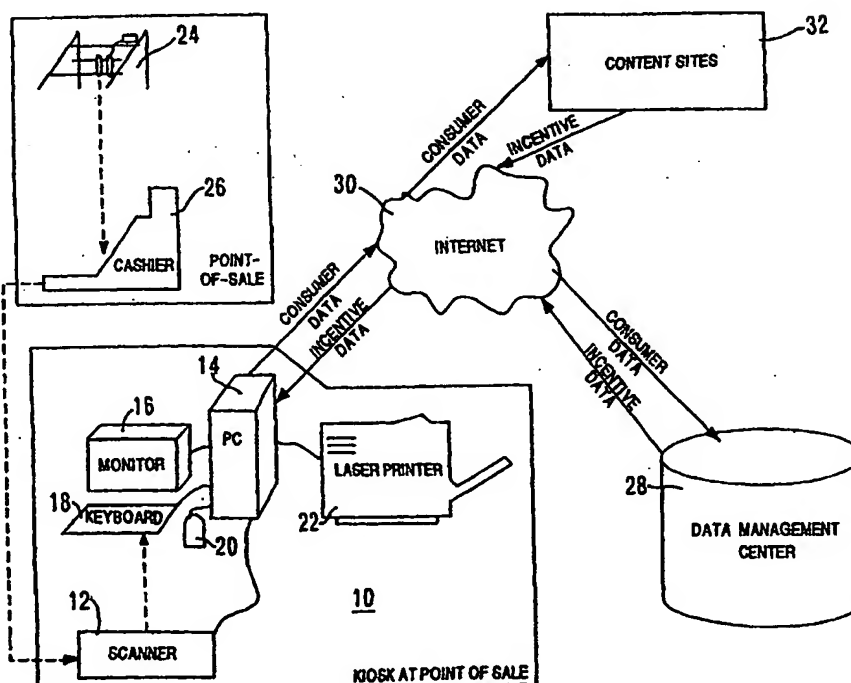 24
32
CONTENT SITES
CONSUMER
DATA
INCENTIVE
DATA
30
26
INTERNET
CASHIER
POINT-
OF-SALE
CONSUMER
DATA
INCENTIVE
DATA
CONSUMER
DATA
INCENTIVE
DATA
14
16
PC
MONITOR
LASER PRINTER
18
KEYBOARD
22
20
28
DATA MANAGEMENT
CENTER
12
10
SCANNER
KIOSK AT POINT OF SALE